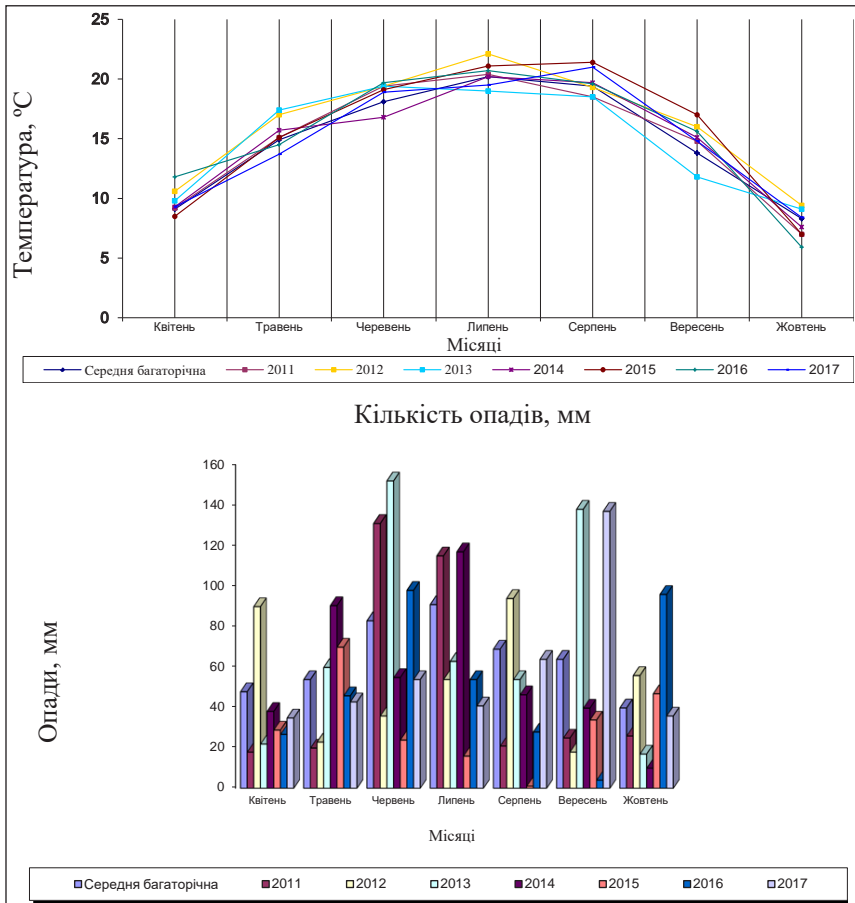 25
20
15
10
5
0
Температура, ºС
Квітень Травень Черевень Липень Серпень Вересень Жовтень
Місяці
Середня багаторічна 2011 2012 2013 2014 2015 2016 2017
Кількість опадів, мм
160
140
120
100
80
60
40
20
0
Опади, мм
Квітень Травень Червень Липень Серпень Вересень Жовтень
Місяці
Середня багаторічна 2011 2012 2013 2014 2015 2016 2017